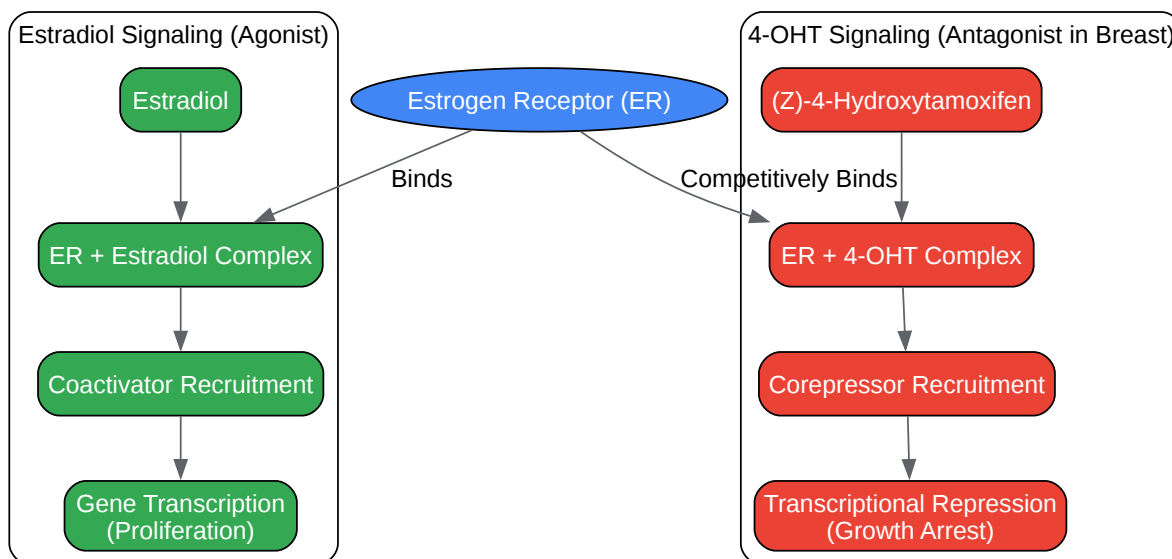 Estradiol Signaling (Agonist)
4-OHT Signaling (Antagonist in Breast)
Estradiol
Estrogen Receptor (ER)
(Z)-4-Hydroxytamoxifen
Binds
Competitively Binds
ER + Estradiol Complex
ER + 4-OHT Complex
Coactivator Recruitment
Corepressor Recruitment
Gene Transcription
(Proliferation)
Transcriptional Repression
(Growth Arrest)